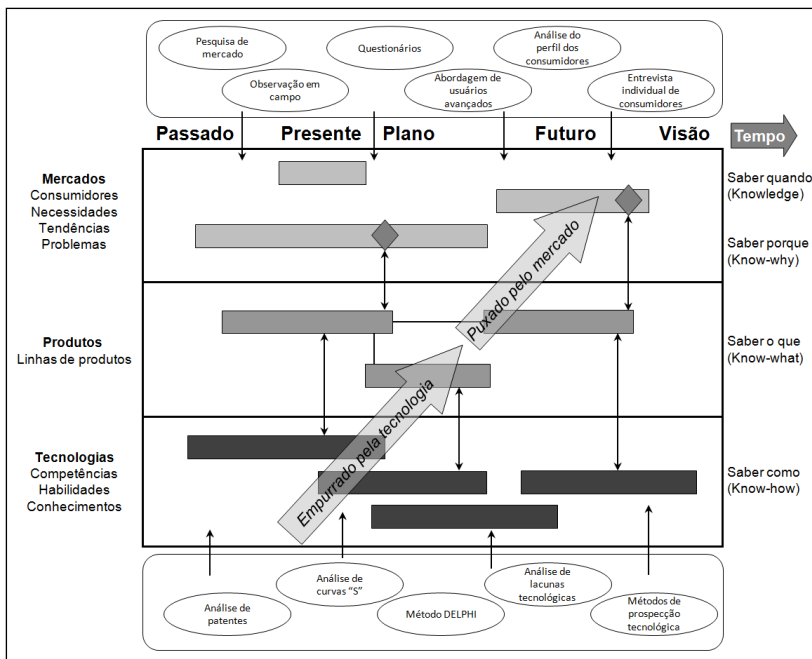 Pesquisa de
mercado
Questionários
Análise do
perfil dos
consumidores
Observação em
campo
Abordagem de
usuários
avançados
Entrevista
individual de
consumidores
Passado
Presente
Plano
Futuro
Visão
Tempo
Mercados
Consumidores
Necessidades
Tendências
Problemas
Saber quando
(Knowledge)
Saber porque
(Know-why)
Puxado pelo mercado
Produtos
Linhas de produtos
Saber o que
(Know-what)
Empurrado pela tecnologia
Tecnologias
Competências
Habilidades
Conhecimentos
Saber como
(Know-how)
Análise de
patentes
Análise de
curvas “S”
Método DELPHI
Análise de
lacunas
tecnológicas
Métodos de
prospecção
tecnológica